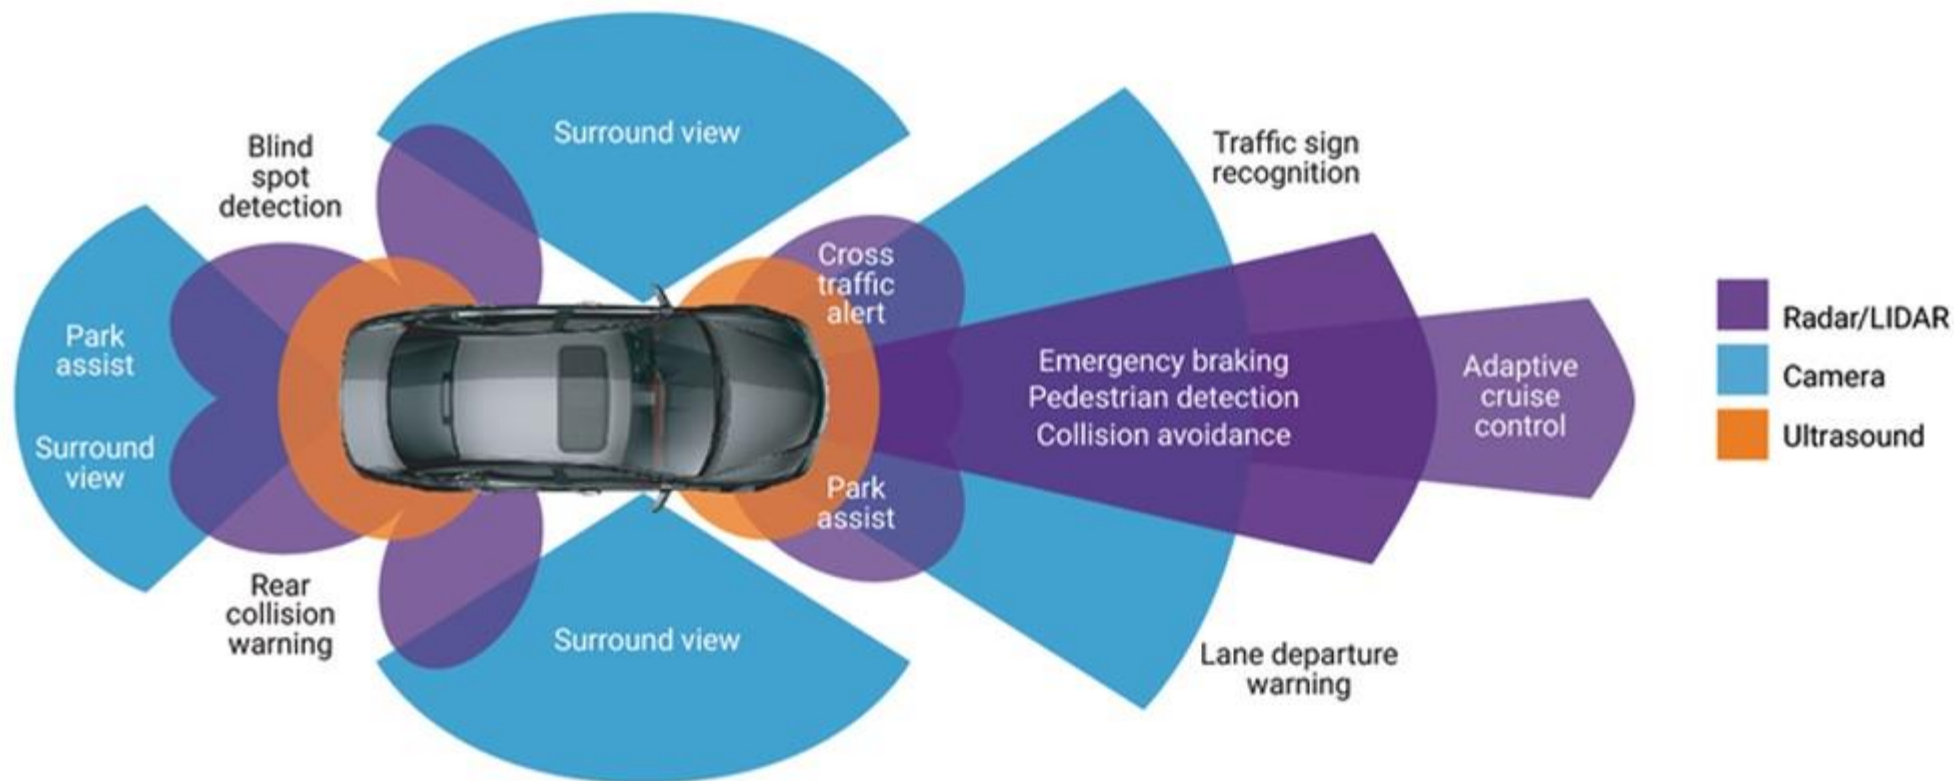 Surround view
Blind
spot
detection
Traffic sign
recognition
Cross
traffic
alert
Park
assist
Surround
view
Emergency braking
Pedestrian detection
Collision avoidance
Adaptive
cruise
control
Radar/LIDAR
Camera
Ultrasound
Park
assist
Rear
collision
warning
Surround view
Lane departure
warning